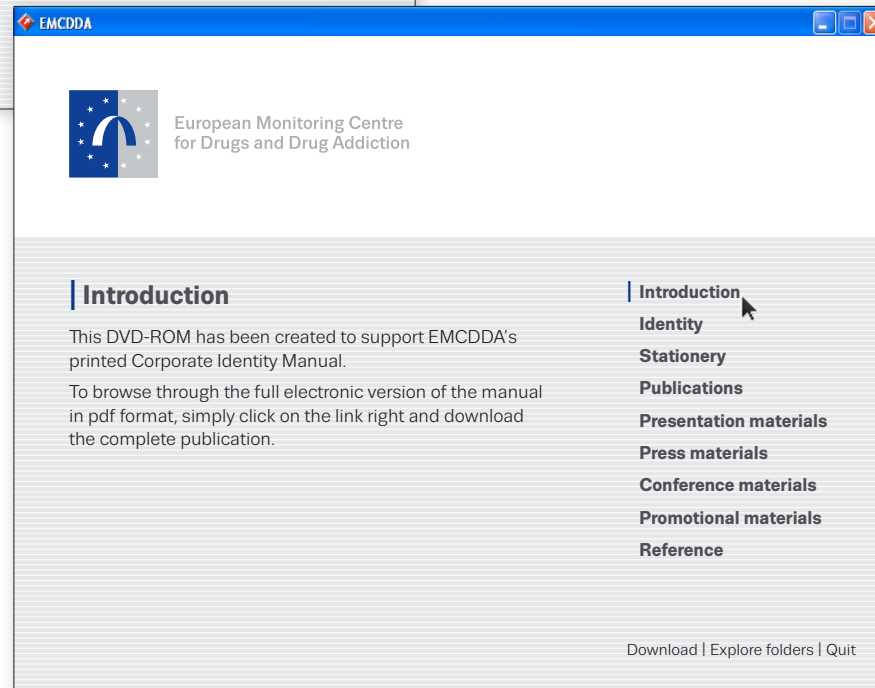 EMCDDA
European Monitoring Centre
for Drugs and Drug Addiction
Introduction
This DVD-ROM has been created to support EMCDDA’s
printed Corporate Identity Manual.
To browse through the full electronic version of the manual
in pdf format, simply click on the link right and download
the complete publication.
Introduction
Identity
Stationery
Publications
Presentation materials
Press materials
Conference materials
Promotional materials
Reference
Download | Explore folders | Quit